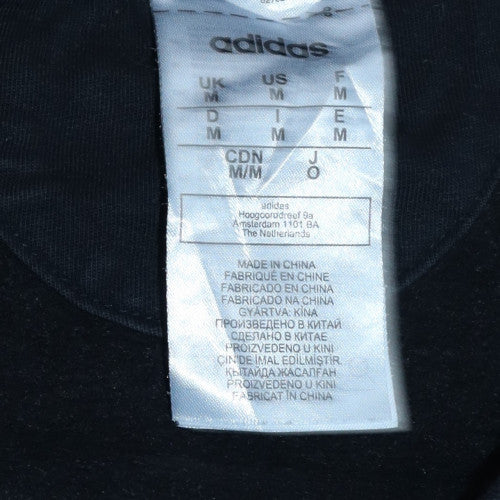 adidas
UK US F
M M M
D I E
M M M
CDN J
M/M O
adidas
Hoogoorddreef 9a
Amsterdam 1101 BA
The Netherlands
MADE IN CHINA
FABRIQUÉ EN CHINE
FABRICADO EN CHINA
FABRICADO NA CHINA
GYÁRTVA: KÍNA
ПРОИЗВЕДЕНО В КИТАЙ
СДЕЛАНО В КИТАЕ
PROIZVEDENO U KINI
ÇİN'DE İMAL EDİLMİŞTİR.
ҚЫТАЙДА ЖАСАЛҒАН
PROIZVEDENO U KINI
FABRICAT ÎN CHINA